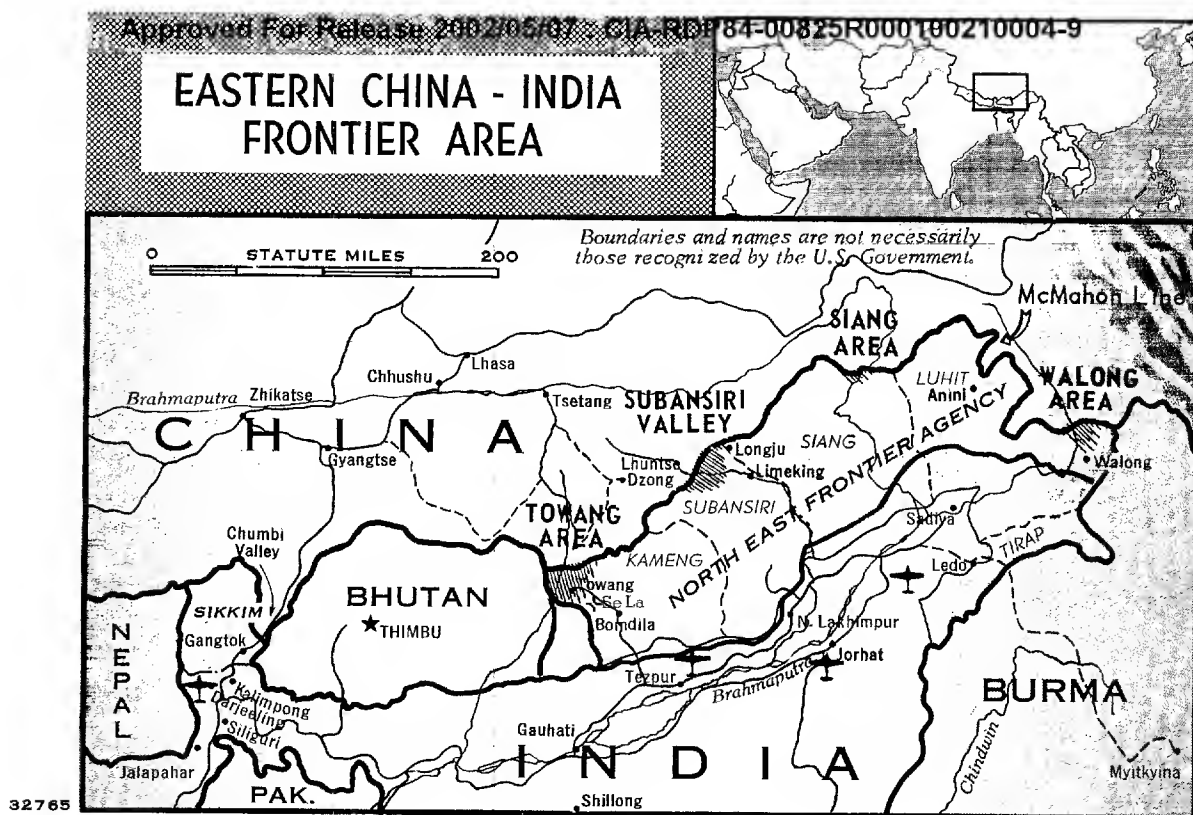 Approved For Release 2002/05/07 : CIA-RDP84-00825R000100210004-9
EASTERN CHINA - INDIA
FRONTIER AREA
0 STATUTE MILES 200
Boundaries and names are not necessarily
those recognized by the U.S. Government.
McMahon Line
SIANG
AREA
Lhasa
Chhushu
LUHIT
Anini
WALONG
AREA
Brahmaputra
Zhikatse
Tsetang
SUBANSIRI
VALLEY
CHINA
SIANG
Longju
Gyangtse
Lhuntse
Dzong
Limeking
Walong
NORTH EAST FRONTIER AGENCY
SUBANSIRI
TOWANG
AREA
Sadiya
Chumbi
Valley
KAMENG
TIRAP
Ledo
BHUTAN
Towang
Se La
Bomdila
SIKKIM
THIMBU
N. Lakhimpur
NEPAL
Gangtok
Jorhat
Tezpur
Brahmaputra
BURMA
Kalimpong
Darjeeling
Siliguri
Gauhati
INDIA
Chindwin
Jalapahar
Myitkyina
PAK.
Shillong
32765